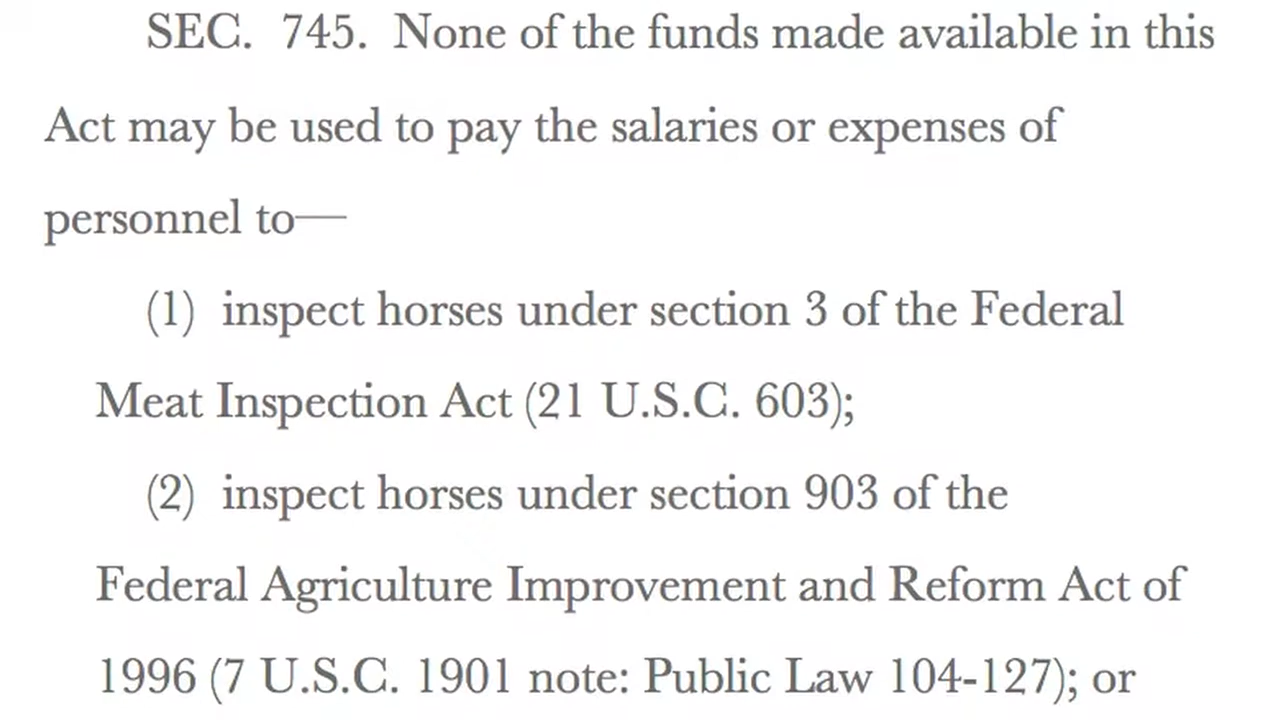 SEC. 745. None of the funds made available in this
Act may be used to pay the salaries or expenses of
personnel to—
(1) inspect horses under section 3 of the Federal
Meat Inspection Act (21 U.S.C. 603);
(2) inspect horses under section 903 of the
Federal Agriculture Improvement and Reform Act of
1996 (7 U.S.C. 1901 note: Public Law 104-127); or